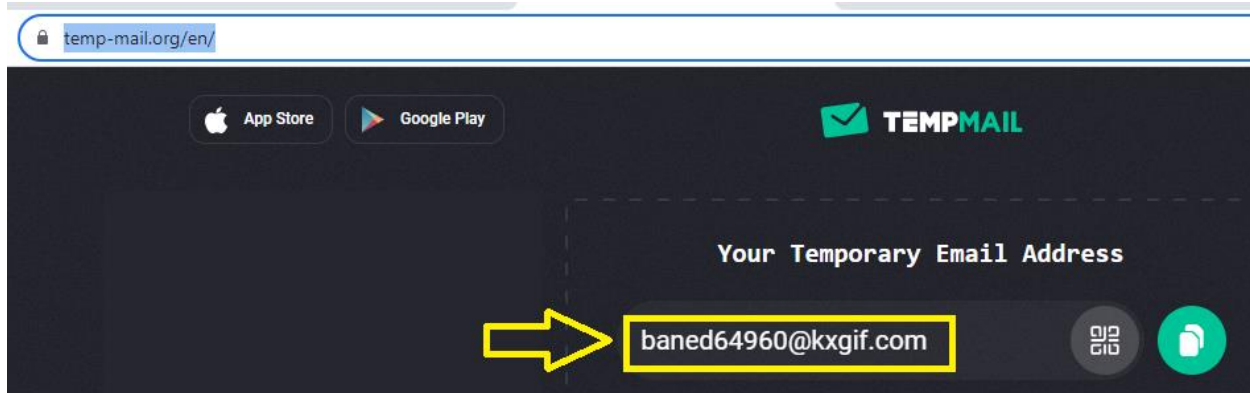 temp-mail.org/en/
App Store Google Play TEMPMAIL
Your Temporary Email Address
baned64960@kxgif.com